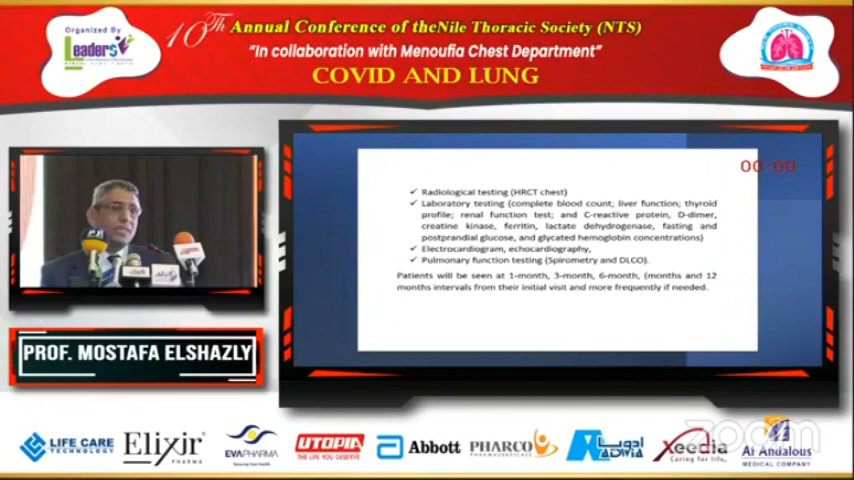 Organized By
Leaders
10Th Annual Conference of theNile Thoracic Society (NTS)
“In collaboration with Menoufia Chest Department”
COVID AND LUNG
00:00
✓ Radiological testing (HRCT chest)
✓ Laboratory testing (complete blood count; liver function; thyroid
profile; renal function test; and C-reactive protein, D-dimer,
creatine kinase, ferritin, lactate dehydrogenase, fasting and
postprandial glucose, and glycated hemoglobin concentrations)
✓ Electrocardiogram, echocardiography,
✓ Pulmonary function testing (Spirometry and DLCO).
Patients will be seen at 1-month, 3-month, 6-month, (months and 12
months intervals from their initial visit and more frequently if needed.
PROF. MOSTAFA ELSHAZLY
LIFE CARE
TECHNOLOGY
Elixir
PHARMA
EVAPHARMA
UTOPIA
THE LIFE YOU DESERVE
Abbott
PHARCO
PHARMACEUTICALS
ادويا
ADWIA
Xeedia
Caring for life,
Al Andalous
MEDICAL COMPANY
zoom